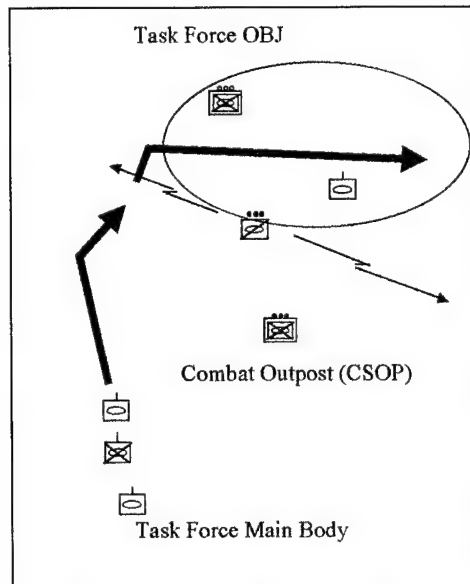 Task Force OBJ
Combat Outpost (CSOP)
Task Force Main Body